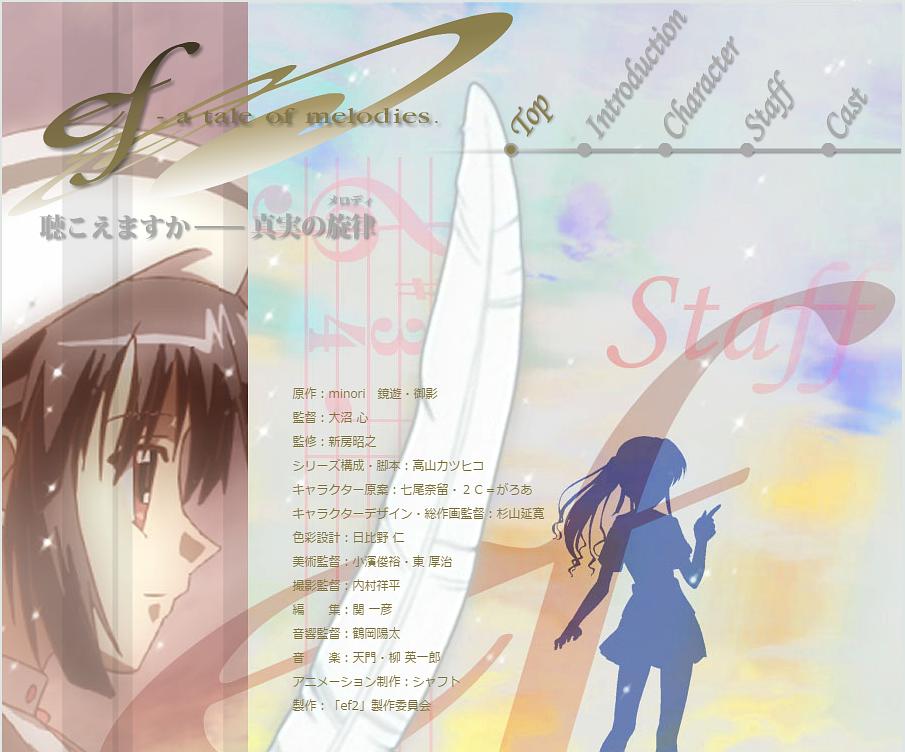 ef - a tale of melodies.
Top
Introduction
Character
Staff
Cast
メロディ
聴こえますか── 真実の旋律
Staff
原作：minori　鏡遊・御影
監督：大沼 心
監修：新房昭之
シリーズ構成・脚本：高山カツヒコ
キャラクター原案：七尾奈留・２Ｃ＝がろあ
キャラクターデザイン・総作画監督：杉山延寛
色彩設計：日比野 仁
美術監督：小濱俊裕・東 厚治
撮影監督：内村祥平
編　　集：関 一彦
音響監督：鶴岡陽太
音　　楽：天門・柳 英一郎
アニメーション制作：シャフト
製作：「ef2」製作委員会